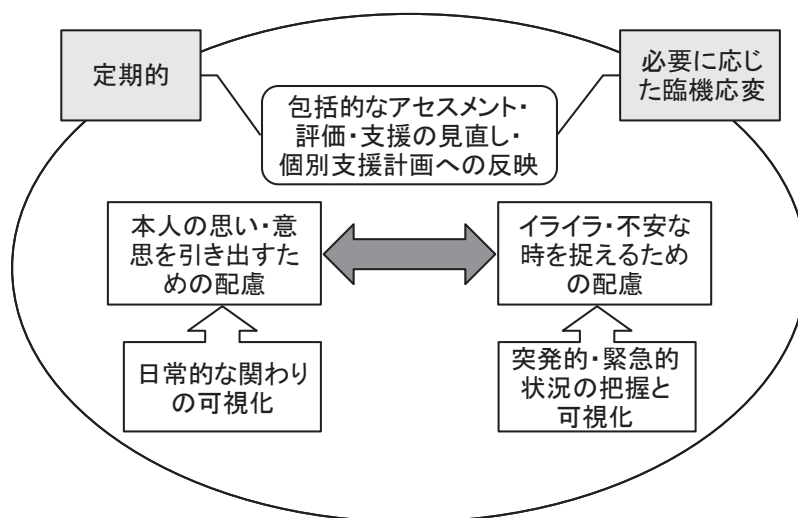 定期的
必要に応じ
た臨機応変
包括的なアセスメント・
評価・支援の見直し・
個別支援計画への反映
本人の思い・意
思を引き出すた
めの配慮
イライラ・不安な
時を捉えるため
の配慮
日常的な関わり
の可視化
突発的・緊急的
状況の把握と
可視化